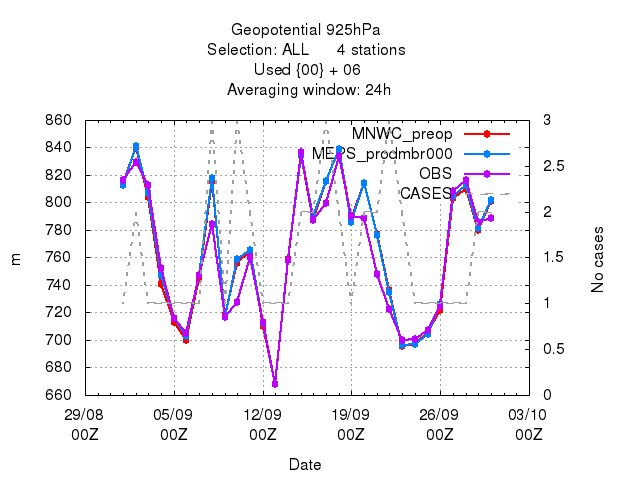 Geopotential 925hPa
Selection: ALL 4 stations
Used {00} + 06
Averaging window: 24h
MNWC_preop
MEPS_prodmbr000
OBS
CASES
860
840
820
800
780
760
740
720
700
680
660
m
3
2.5
2
1.5
1
0.5
0
No cases
29/08 05/09 12/09 19/09 26/09 03/10
00Z 00Z 00Z 00Z 00Z 00Z
Date